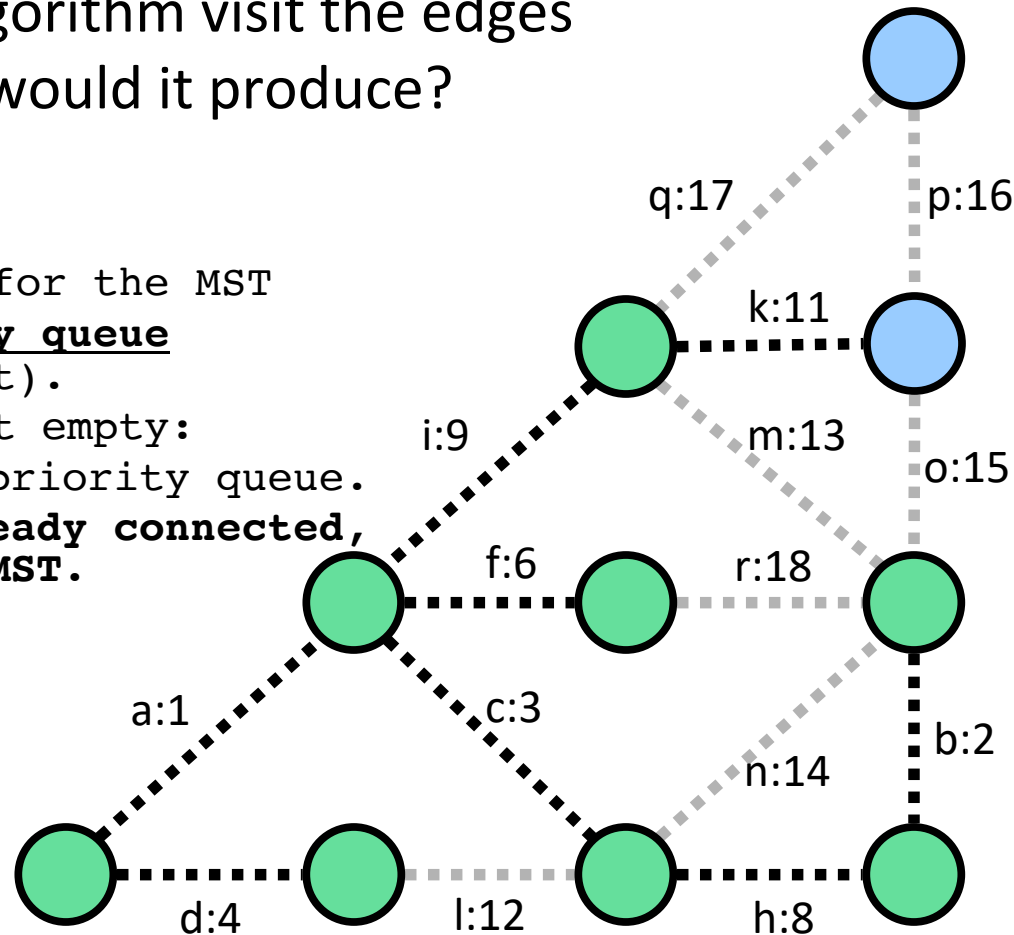 gorithm visit the edges
would it produce?
q:17
p:16
for the MST
y queue
k:11
t).
t empty:
i:9
m:13
priority queue.
o:15
eady connected,
MST.
f:6
r:18
a:1
c:3
b:2
n:14
d:4
l:12
h:8